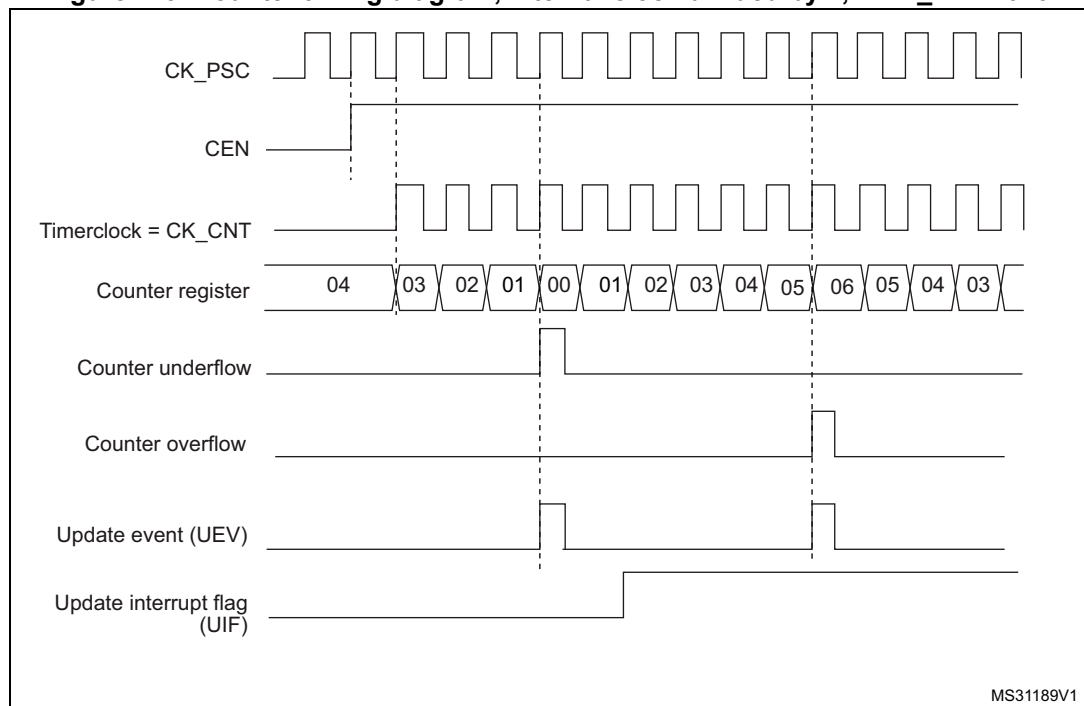 CK_PSC
CEN
Timerclock = CK_CNT
Counter register
04 03 02 01 00 01 02 03 04 05 06 05 04 03
Counter underflow
Counter overflow
Update event (UEV)
Update interrupt flag
(UIF)
MS31189V1